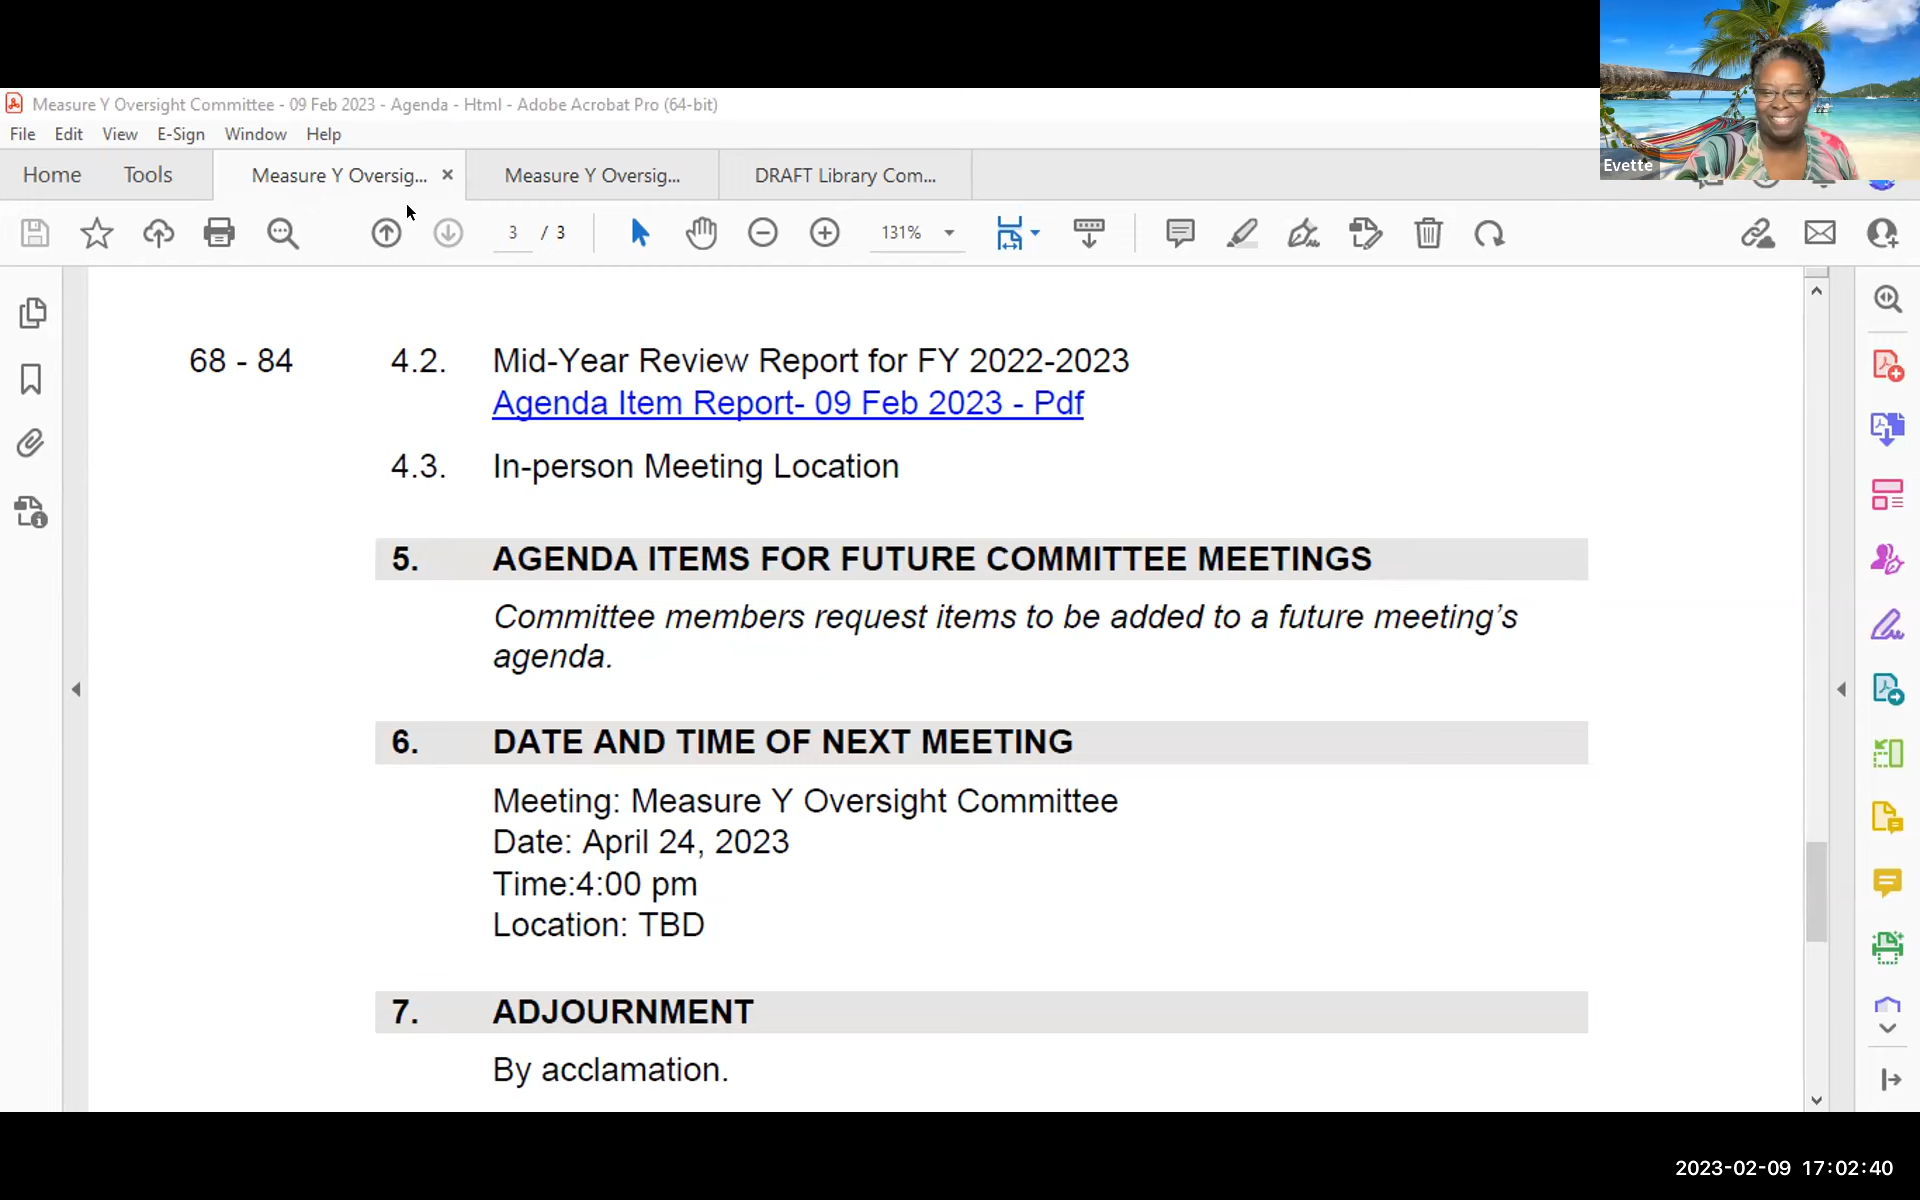 Measure Y Oversight Committee - 09 Feb 2023 - Agenda - Html - Adobe Acrobat Pro (64-bit)
File Edit View E-Sign Window Help
Home Tools Measure Y Oversig... × Measure Y Oversig... DRAFT Library Com...
Evette
3 / 3 131%
68 - 84 4.2. Mid-Year Review Report for FY 2022-2023
Agenda Item Report- 09 Feb 2023 - Pdf
4.3. In-person Meeting Location
5. AGENDA ITEMS FOR FUTURE COMMITTEE MEETINGS
Committee members request items to be added to a future meeting’s
agenda.
6. DATE AND TIME OF NEXT MEETING
Meeting: Measure Y Oversight Committee
Date: April 24, 2023
Time:4:00 pm
Location: TBD
7. ADJOURNMENT
By acclamation.
2023-02-09 17:02:40